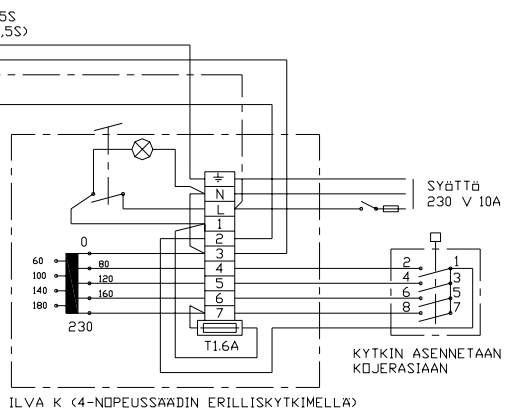 5S
,5S)
N
L
1
2
3
4
5
6
7
SYÖTTÖ
230 V 10A
0
60
80
100
120
140
160
180
230
T1.6A
2 1
4 3
6 5
8 7
KYTKIN ASENNETAAN
KOJERASIAAN
ILVA K (4-NOPEUSSÄÄDIN ERILLISKYTKIMELLÄ)